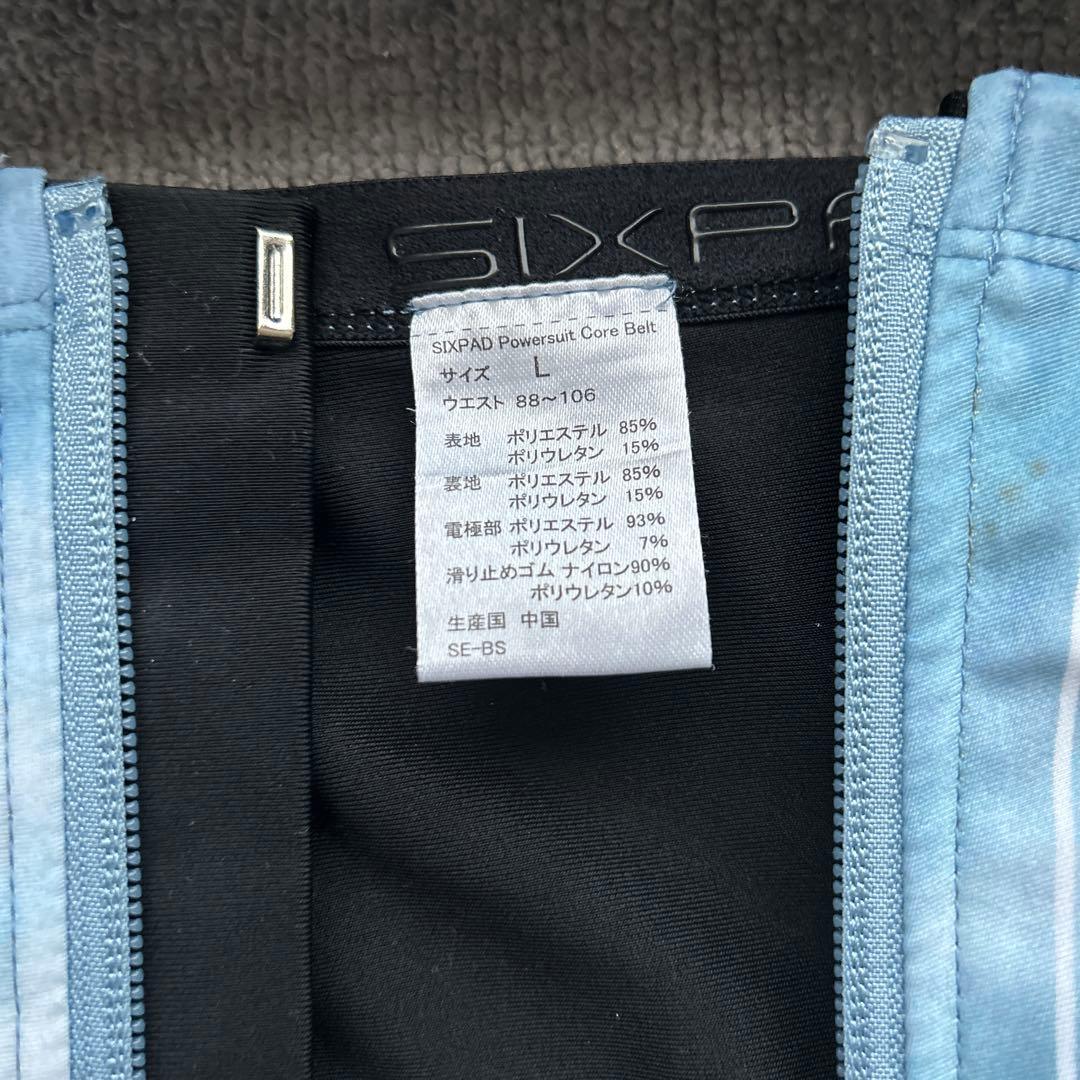 SIXPA
SIXPAD Powersuit Core Belt
サイズ L
ウエスト 88～106
表地 ポリエステル 85%
ポリウレタン 15%
裏地 ポリエステル 85%
ポリウレタン 15%
電極部 ポリエステル 93%
ポリウレタン 7%
滑り止めゴム ナイロン90%
ポリウレタン10%
生産国 中国
SE-BS